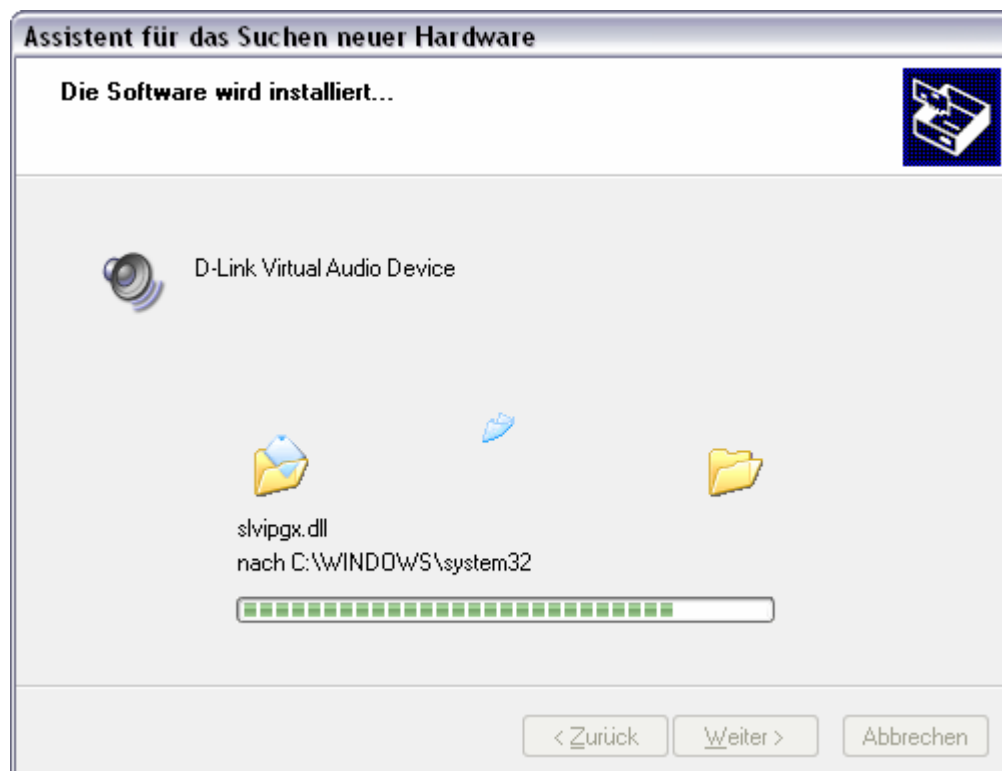 Assistent für das Suchen neuer Hardware
Die Software wird installiert...
D-Link Virtual Audio Device
slvipgx.dll
nach C:\WINDOWS\system32
< Zurück
Weiter >
Abbrechen